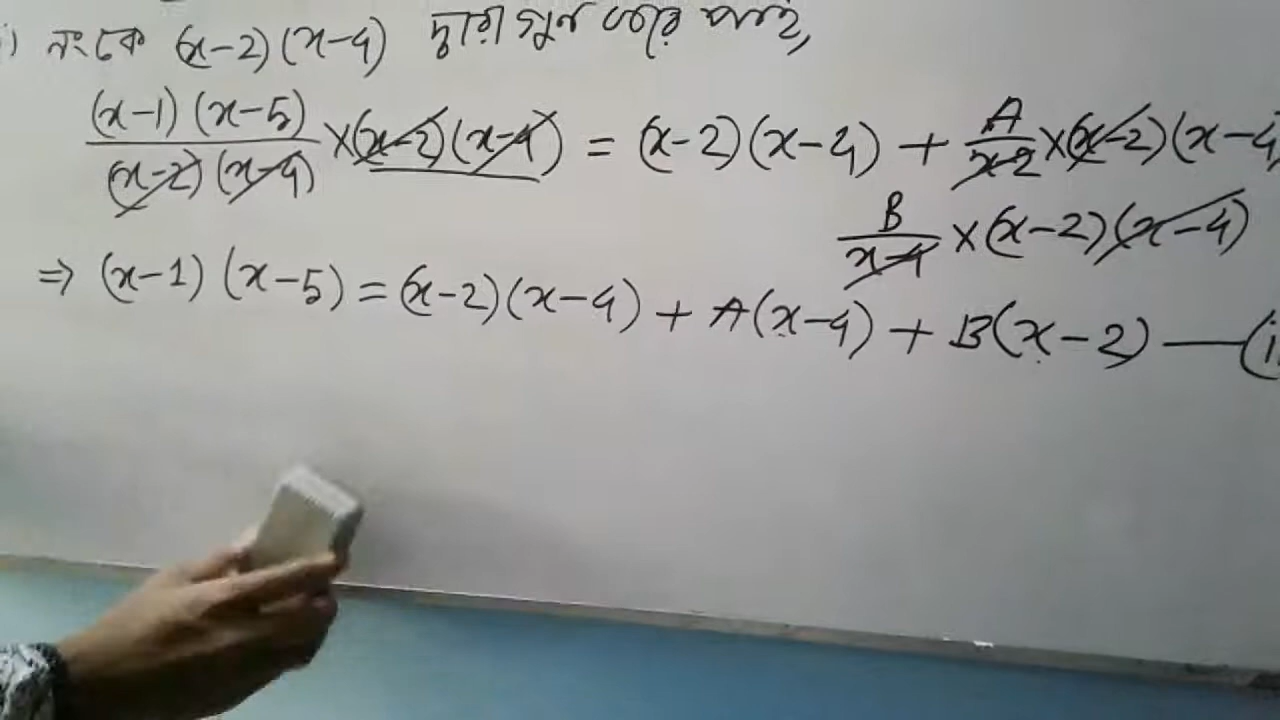 i) নংকে (x-2)(x-4) দ্বারা গুন করে পাই,
(x-1)(x-5)/(x-2)(x-4) ×(x-2)(x-4) = (x-2)(x-4) + A/x-2 ×(x-2)(x-4
B/x-4 ×(x-2)(x-4)
⇒ (x-1)(x-5) = (x-2)(x-4) + A(x-4) + B(x-2) —(i